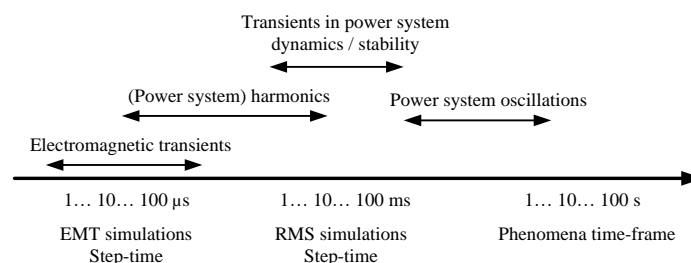 Transients in power system
dynamics / stability
(Power system) harmonics
Power system oscillations
Electromagnetic transients
1… 10… 100 µs
1… 10… 100 ms
1… 10… 100 s
EMT simulations
Step-time
RMS simulations
Step-time
Phenomena time-frame